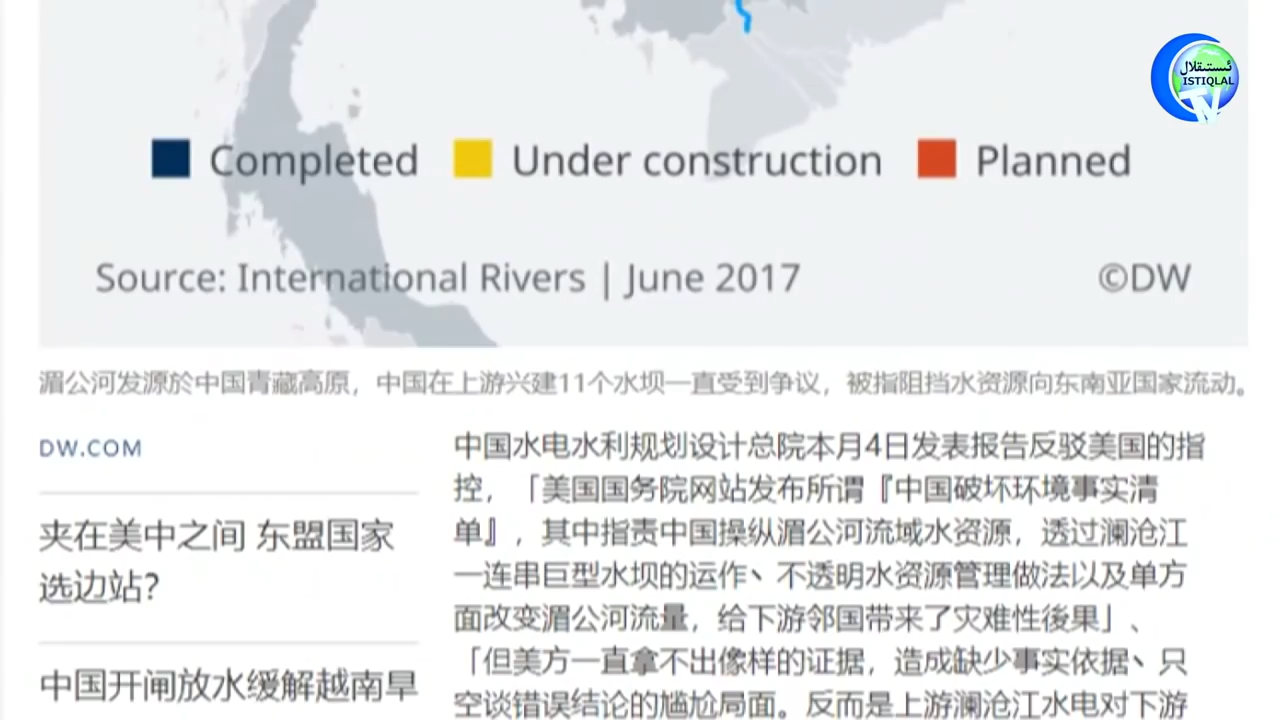 ئىستىقلال
ISTIQLAL
TV
Completed
Under construction
Planned
Source: International Rivers | June 2017
©DW
湄公河发源於中国青藏高原，中国在上游兴建11个水坝一直受到争议，被指阻挡水资源向东南亚国家流动。
DW.COM
夹在美中之间 东盟国家
选边站？
中国开闸放水缓解越南旱
中国水电水利规划设计总院本月4日发表报告反驳美国的指
控，「美国国务院网站发布所谓『中国破坏环境事实清
单』，其中指责中国操纵湄公河流域水资源，透过澜沧江
一连串巨型水坝的运作、不透明水资源管理做法以及单方
面改变湄公河流量，给下游邻国带来了灾难性後果」、
「但美方一直拿不出像样的证据，造成缺少事实依据、只
空谈错误结论的尴尬局面。反而是上游澜沧江水电对下游